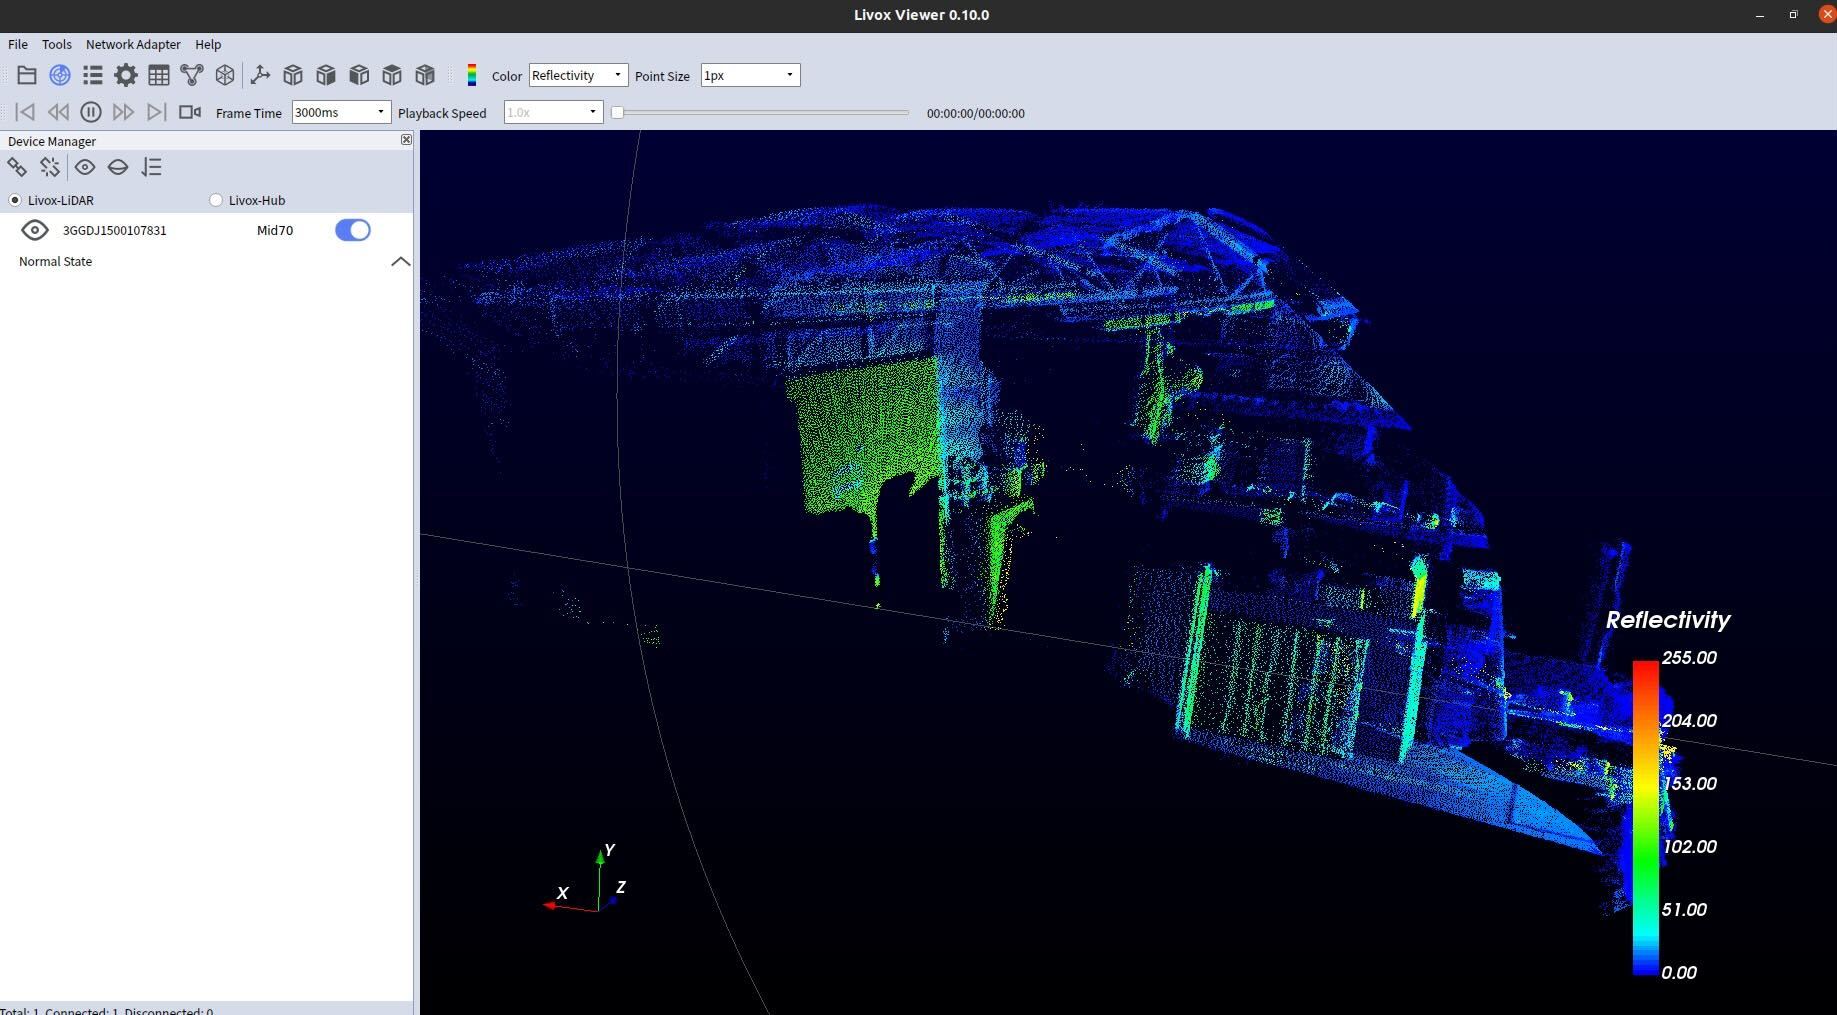 Livox Viewer 0.10.0
File Tools Network Adapter Help
Color Reflectivity Point Size 1px
Frame Time 3000ms Playback Speed 1.0x 00:00:00/00:00:00
Device Manager
Livox-LiDAR Livox-Hub
3GGDJ1500107831 Mid70
Normal State
Reflectivity
255.00
204.00
153.00
102.00
51.00
0.00
Y
X Z
Total: 1, Connected: 1, Disconnected: 0